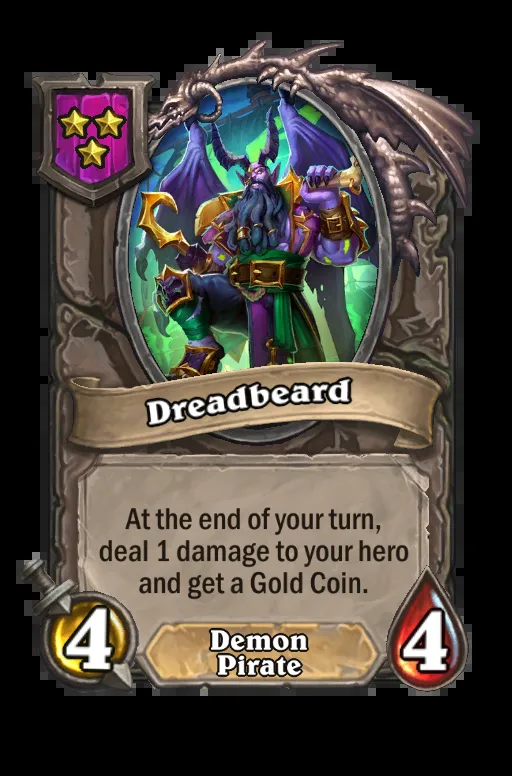 Dreadbeard
At the end of your turn,
deal 1 damage to your hero
and get a Gold Coin.
4
Demon
Pirate
4